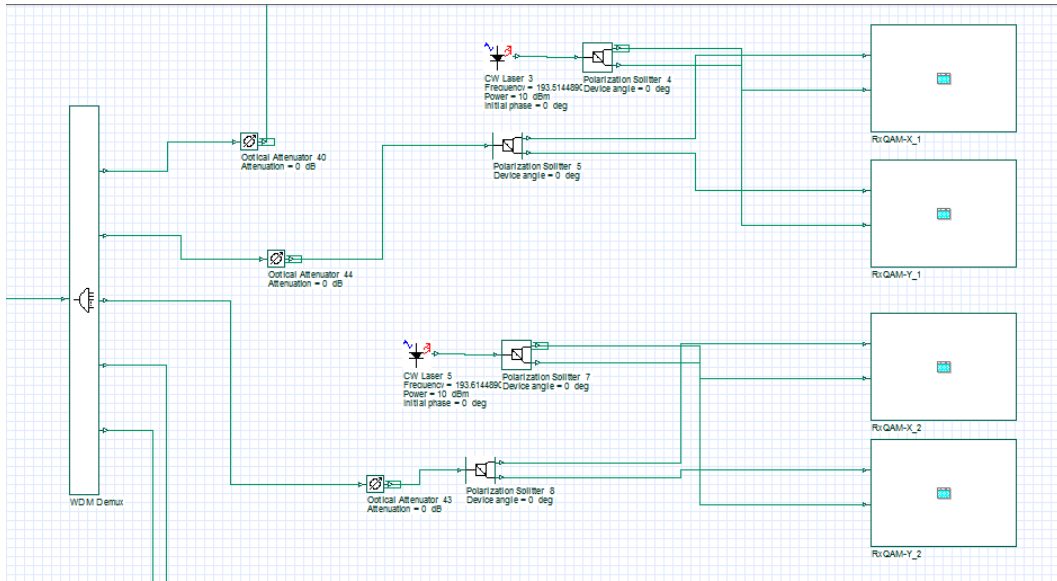 CW Laser 3
Frequency = 193.5144890
Power = 10 dBm
Initial phase = 0 deg
Polarization Splitter 4
Device angle = 0 deg
RxQAM-X_1
Optical Attenuator 40
Attenuation = 0 dB
Polarization Splitter 5
Device angle = 0 deg
RxQAM-Y_1
Optical Attenuator 44
Attenuation = 0 dB
CW Laser 5
Frequency = 193.6144890
Power = 10 dBm
Initial phase = 0 deg
Polarization Splitter 7
Device angle = 0 deg
RxQAM-X_2
WDM Demux
Optical Attenuator 43
Attenuation = 0 dB
Polarization Splitter 8
Device angle = 0 deg
RxQAM-Y_2